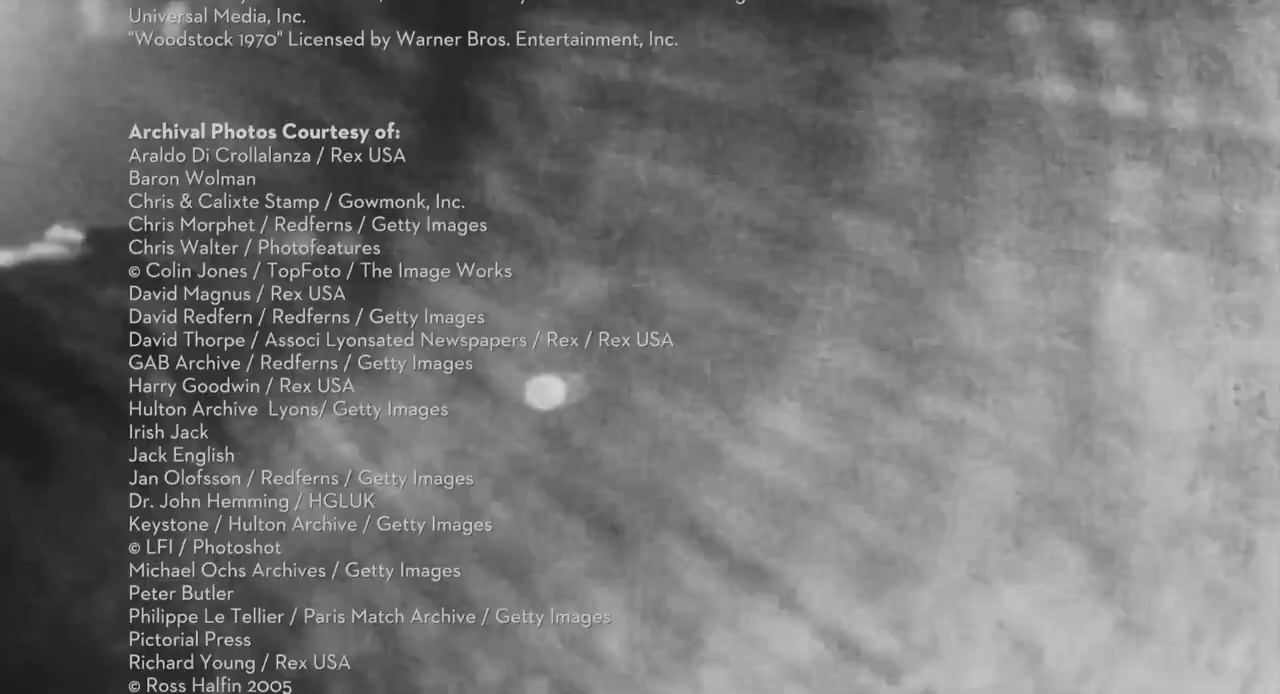 Universal Media, Inc.
"Woodstock 1970" Licensed by Warner Bros. Entertainment, Inc.
Archival Photos Courtesy of:
Araldo Di Crollalanza / Rex USA
Baron Wolman
Chris & Calixte Stamp / Gowmonk, Inc.
Chris Morphet / Redferns / Getty Images
Chris Walter / Photofeatures
© Colin Jones / TopFoto / The Image Works
David Magnus / Rex USA
David Redfern / Redferns / Getty Images
David Thorpe / Associ Lyonsated Newspapers / Rex / Rex USA
GAB Archive / Redferns / Getty Images
Harry Goodwin / Rex USA
Hulton Archive  Lyons/ Getty Images
Irish Jack
Jack English
Jan Olofsson / Redferns / Getty Images
Dr. John Hemming / HGLUK
Keystone / Hulton Archive / Getty Images
© LFI / Photoshot
Michael Ochs Archives / Getty Images
Peter Butler
Philippe Le Tellier / Paris Match Archive / Getty Images
Pictorial Press
Richard Young / Rex USA
© Ross Halfin 2005